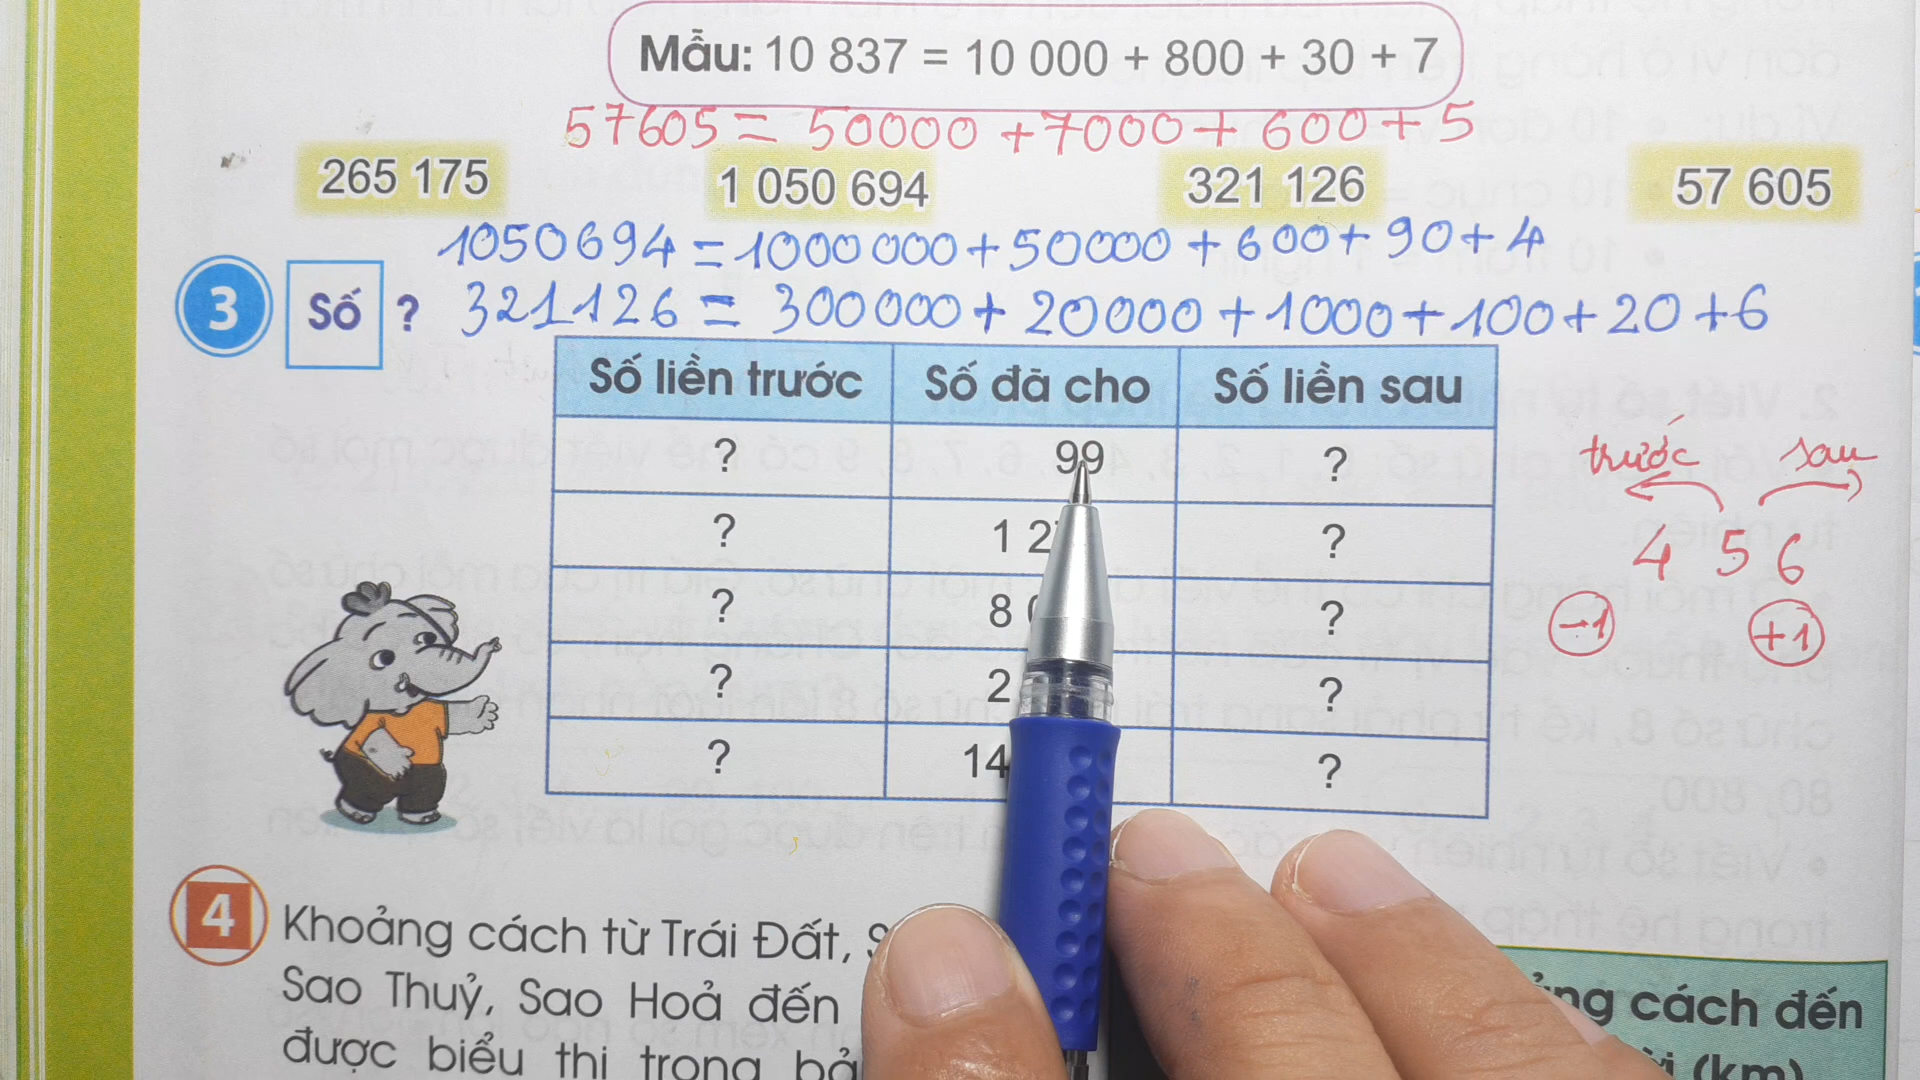 Mẫu: 10 837 = 10 000 + 800 + 30 + 7
57605 = 50000 + 7000 + 600 + 5
265 175 1 050 694 321 126 57 605
1050694 = 1000000 + 50000 + 600 + 90 + 4
3 Số ? 321126 = 300000 + 20000 + 1000 + 100 + 20 + 6
Số liền trước Số đã cho Số liền sau
? 99 ?
trước sau
? 1 2 ?
4 5 6
? 8 ?
-1 +1
? 2 ?
? 14 ?
4 Khoảng cách từ Trái Đất,
Sao Thuỷ, Sao Hoả đến
cách đến
được biểu thị trong
(km)